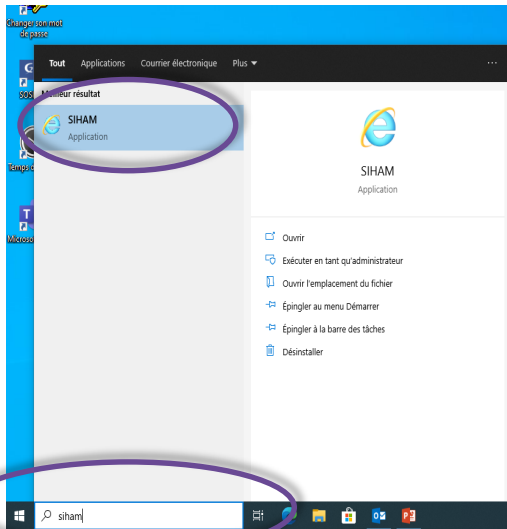 Changer son mot
de passe
Tout Applications Courrier électronique Plus
Meilleur résultat
SOS
SIHAM
Application
SIHAM
Application
Ouvrir
Exécuter en tant qu'administrateur
Ouvrir l'emplacement du fichier
Épingler au menu Démarrer
Épingler à la barre des tâches
Désinstaller
siham